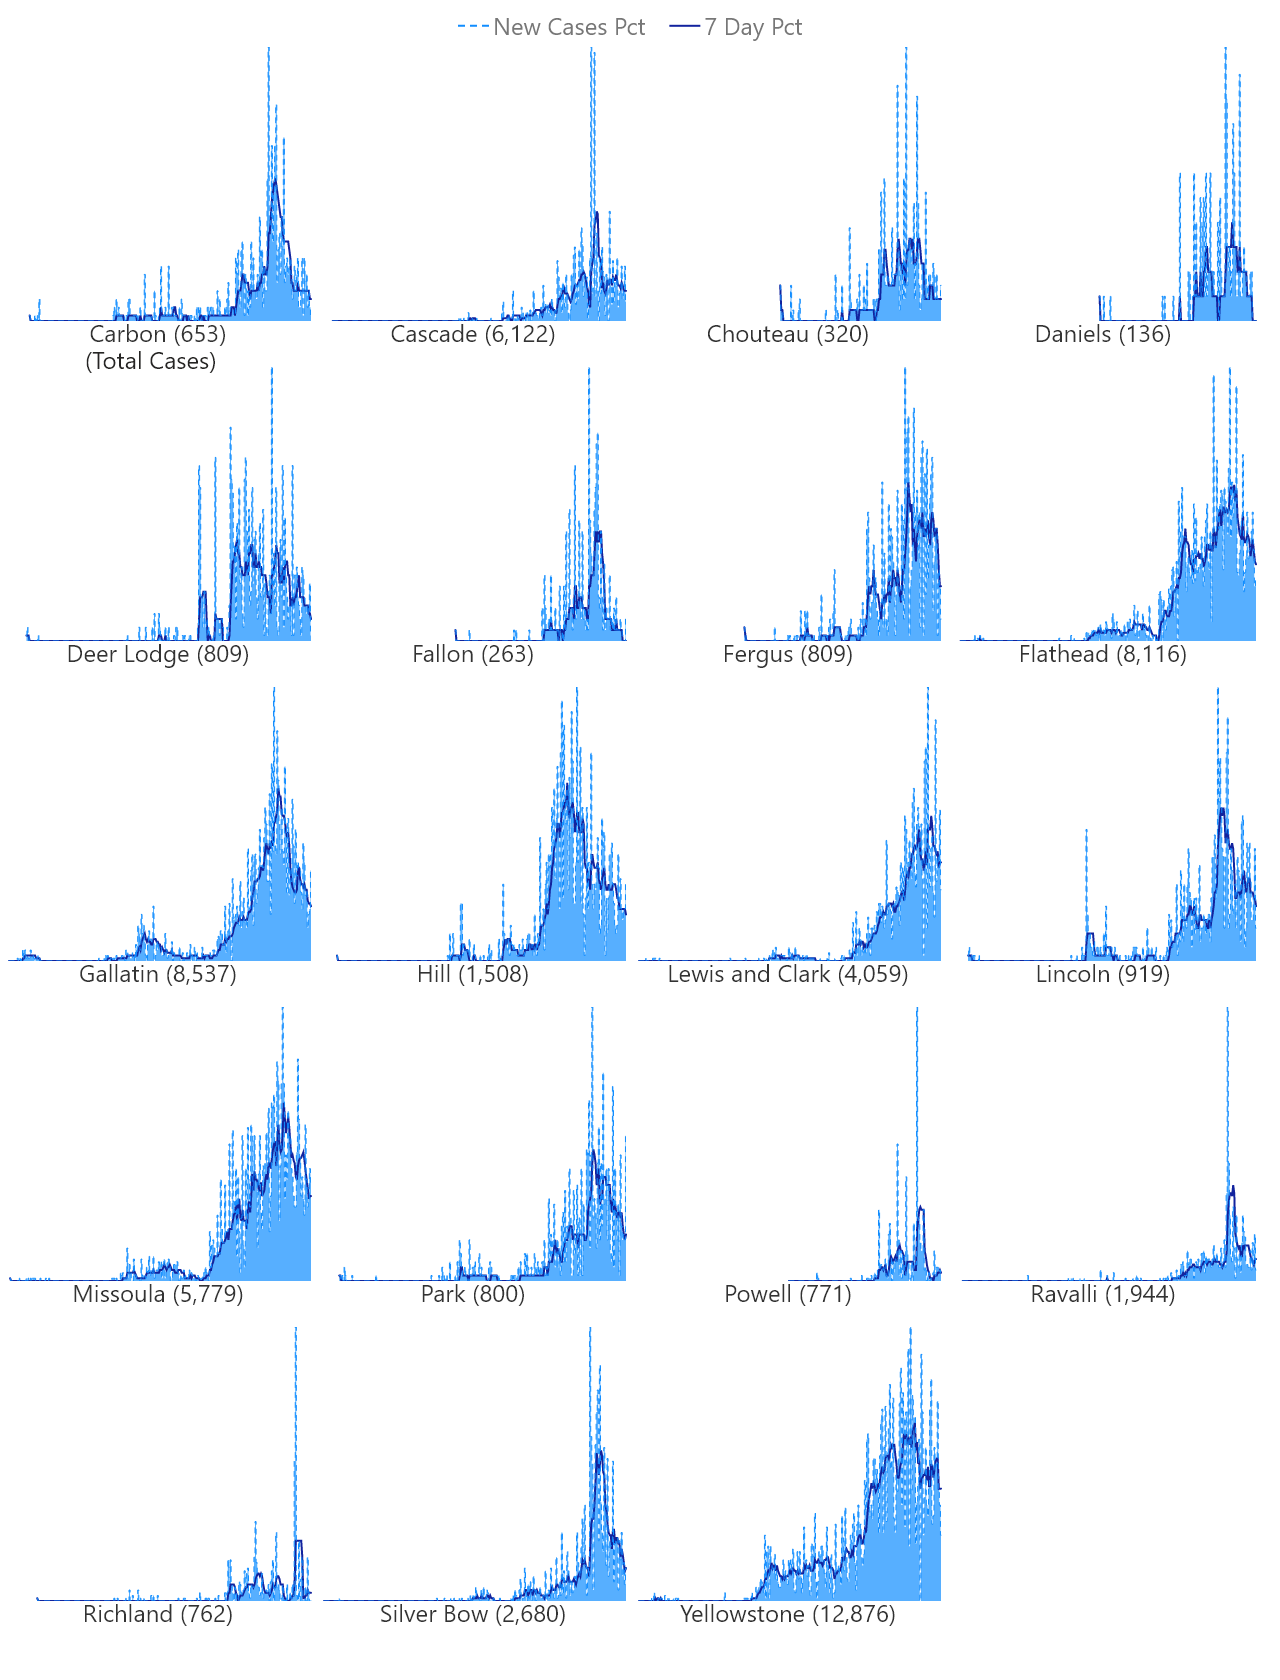 New Cases Pct 7 Day Pct
Carbon (653) Cascade (6,122) Chouteau (320) Daniels (136)
(Total Cases)
Deer Lodge (809) Fallon (263) Fergus (809) Flathead (8,116)
Gallatin (8,537) Hill (1,508) Lewis and Clark (4,059) Lincoln (919)
Missoula (5,779) Park (800) Powell (771) Ravalli (1,944)
Richland (762) Silver Bow (2,680) Yellowstone (12,876)